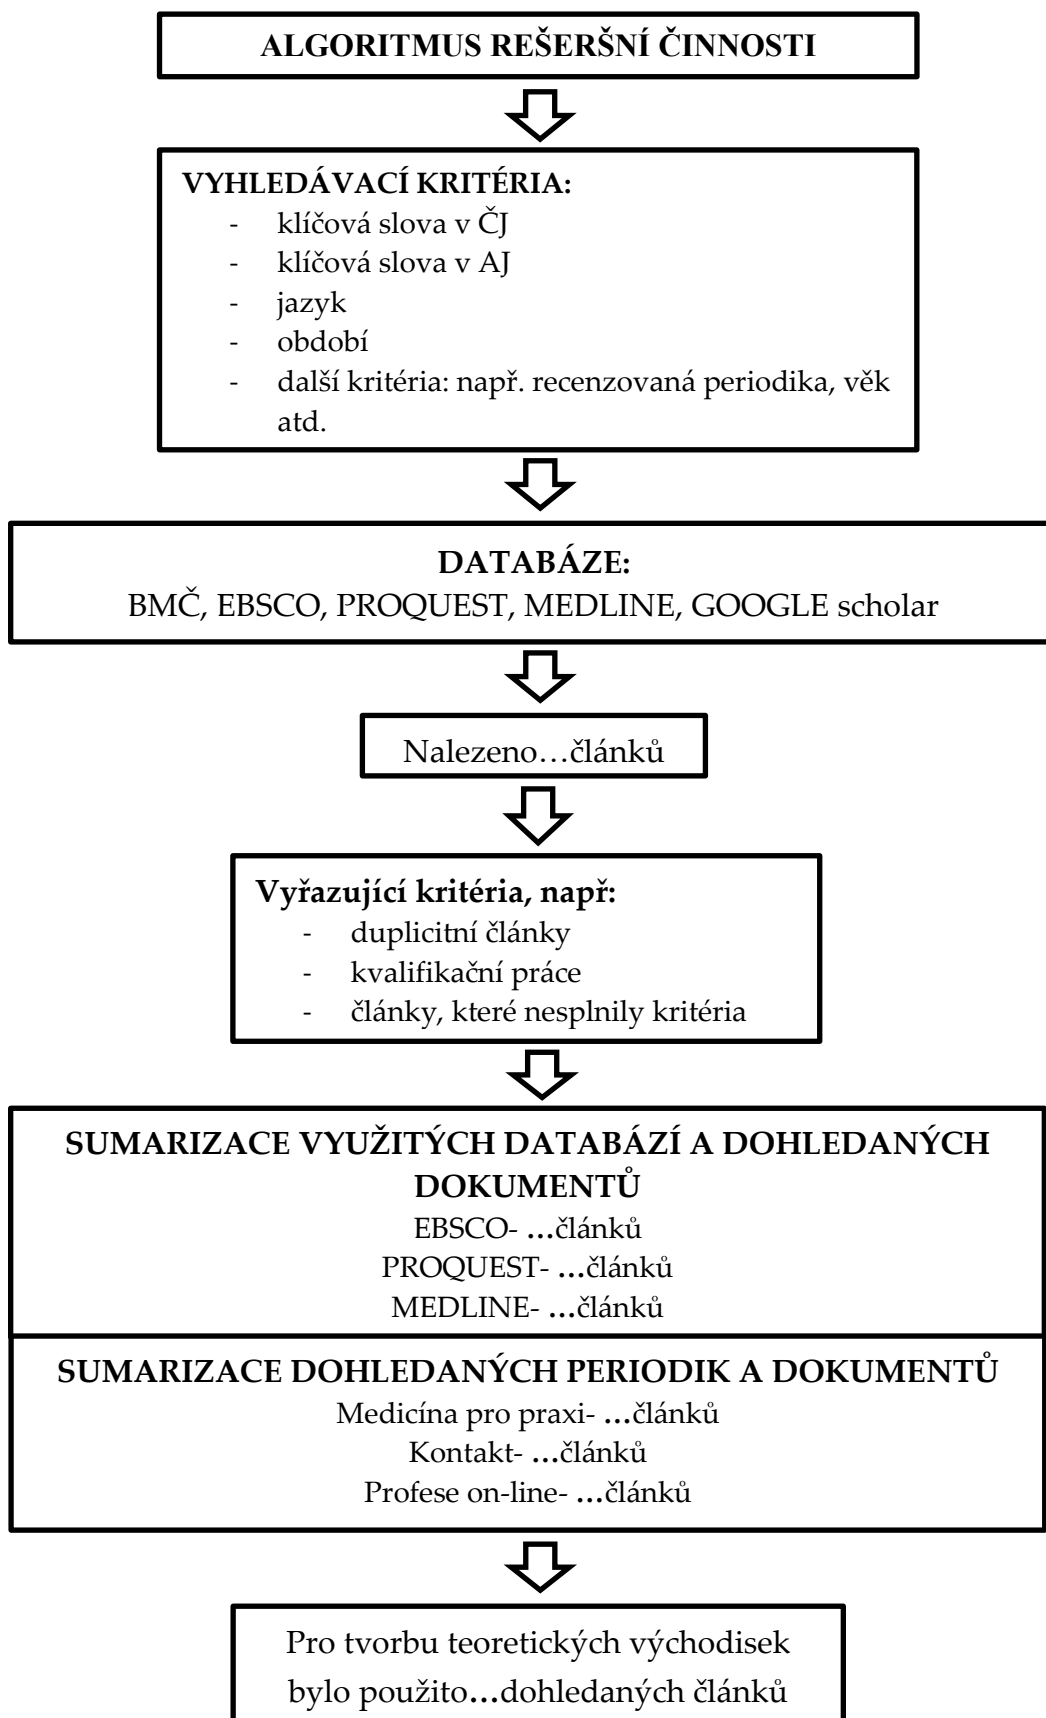 ALGORITMUS REŠERŠNÍ ČINNOSTI
VYHLEDÁVACÍ KRITÉRIA:
- klíčová slova v ČJ
- klíčová slova v AJ
- jazyk
- období
- další kritéria: např. recenzovaná periodika, věk
atd.
DATABÁZE:
BMČ, EBSCO, PROQUEST, MEDLINE, GOOGLE scholar
Nalezeno…článků
Vyřazující kritéria, např:
- duplicitní články
- kvalifikační práce
- články, které nesplnily kritéria
SUMARIZACE VYUŽITÝCH DATABÁZÍ A DOHLEDANÝCH
DOKUMENTŮ
EBSCO- …článků
PROQUEST- …článků
MEDLINE- …článků
SUMARIZACE DOHLEDANÝCH PERIODIK A DOKUMENTŮ
Medicína pro praxi- …článků
Kontakt- …článků
Profese on-line- …článků
Pro tvorbu teoretických východisek
bylo použito…dohledaných článků